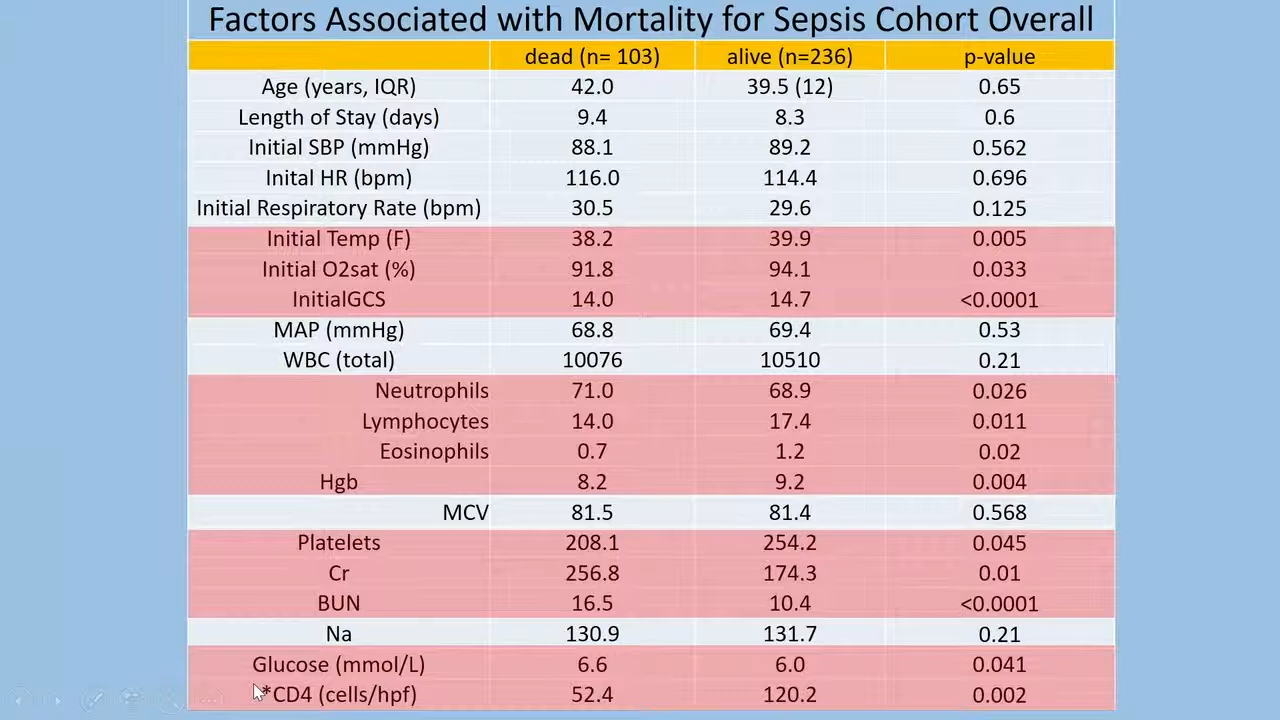 Factors Associated with Mortality for Sepsis Cohort Overall
dead (n= 103) alive (n=236) p-value
Age (years, IQR) 42.0 39.5 (12) 0.65
Length of Stay (days) 9.4 8.3 0.6
Initial SBP (mmHg) 88.1 89.2 0.562
Inital HR (bpm) 116.0 114.4 0.696
Initial Respiratory Rate (bpm) 30.5 29.6 0.125
Initial Temp (F) 38.2 39.9 0.005
Initial O2sat (%) 91.8 94.1 0.033
InitialGCS 14.0 14.7 <0.0001
MAP (mmHg) 68.8 69.4 0.53
WBC (total) 10076 10510 0.21
Neutrophils 71.0 68.9 0.026
Lymphocytes 14.0 17.4 0.011
Eosinophils 0.7 1.2 0.02
Hgb 8.2 9.2 0.004
MCV 81.5 81.4 0.568
Platelets 208.1 254.2 0.045
Cr 256.8 174.3 0.01
BUN 16.5 10.4 <0.0001
Na 130.9 131.7 0.21
Glucose (mmol/L) 6.6 6.0 0.041
*CD4 (cells/hpf) 52.4 120.2 0.002